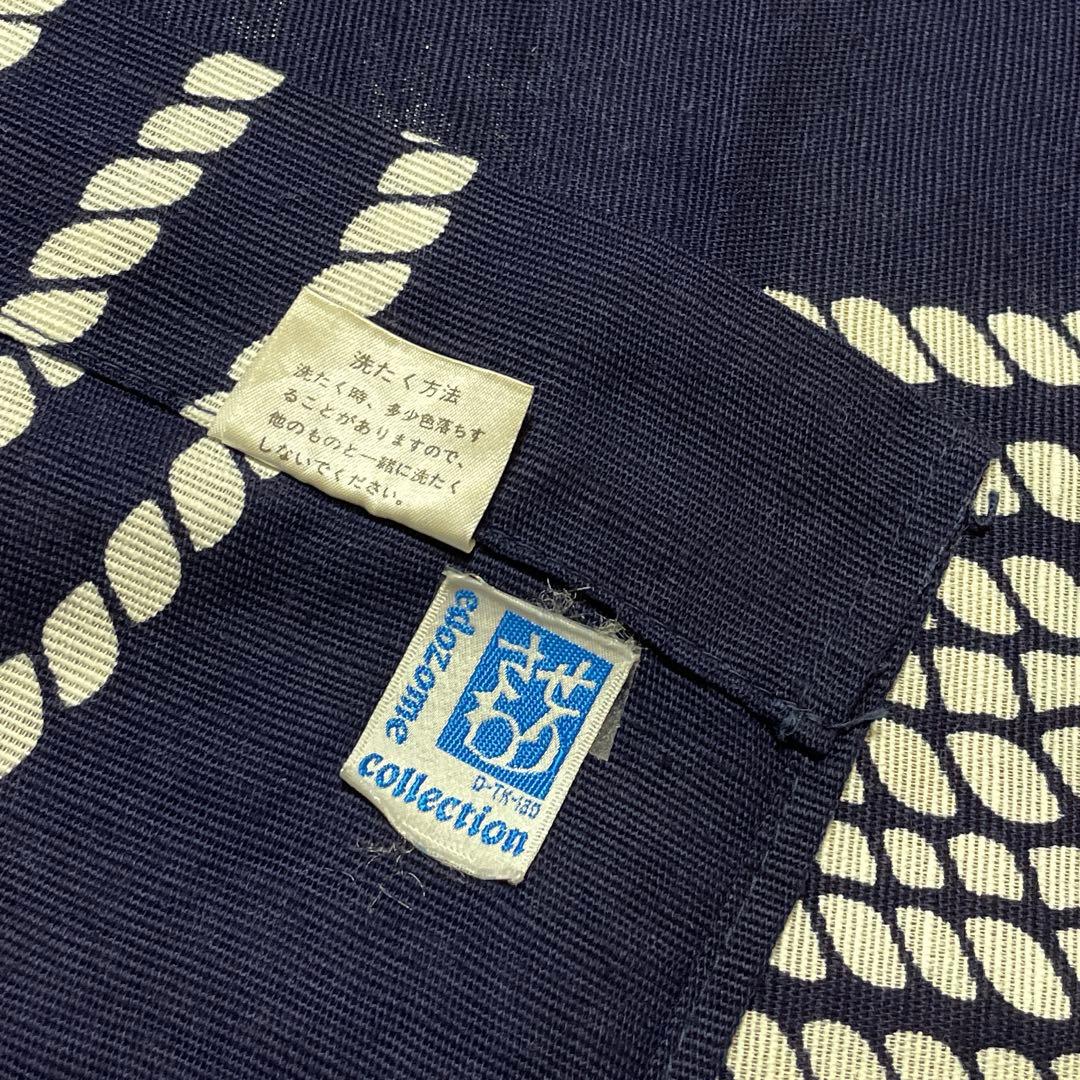 洗たく方法
洗たく時、多少色落ちす
ることがありますので、
他のものと一緒に洗たく
しないでください。
edozome
D-TK-130
collection